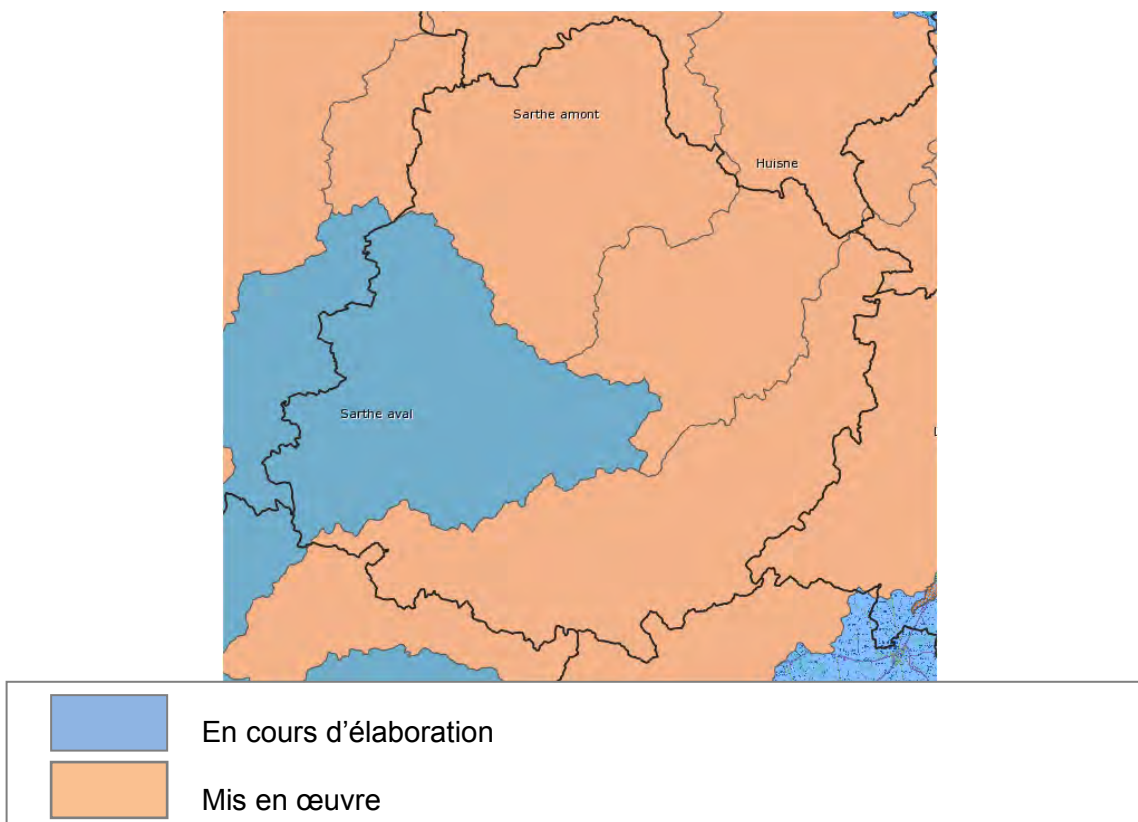 Sarthe amont
Huisne
Sarthe aval
En cours d’élaboration
Mis en œuvre